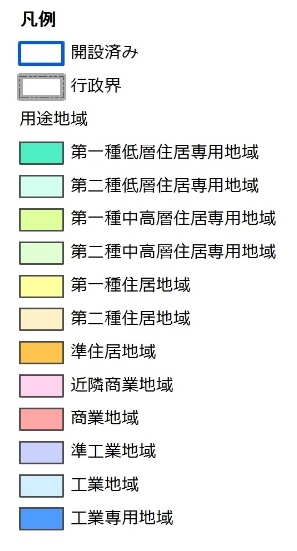 凡例
開設済み
行政界
用途地域
第一種低層住居専用地域
第二種低層住居専用地域
第一種中高層住居専用地域
第二種中高層住居専用地域
第一種住居地域
第二種住居地域
準住居地域
近隣商業地域
商業地域
準工業地域
工業地域
工業専用地域